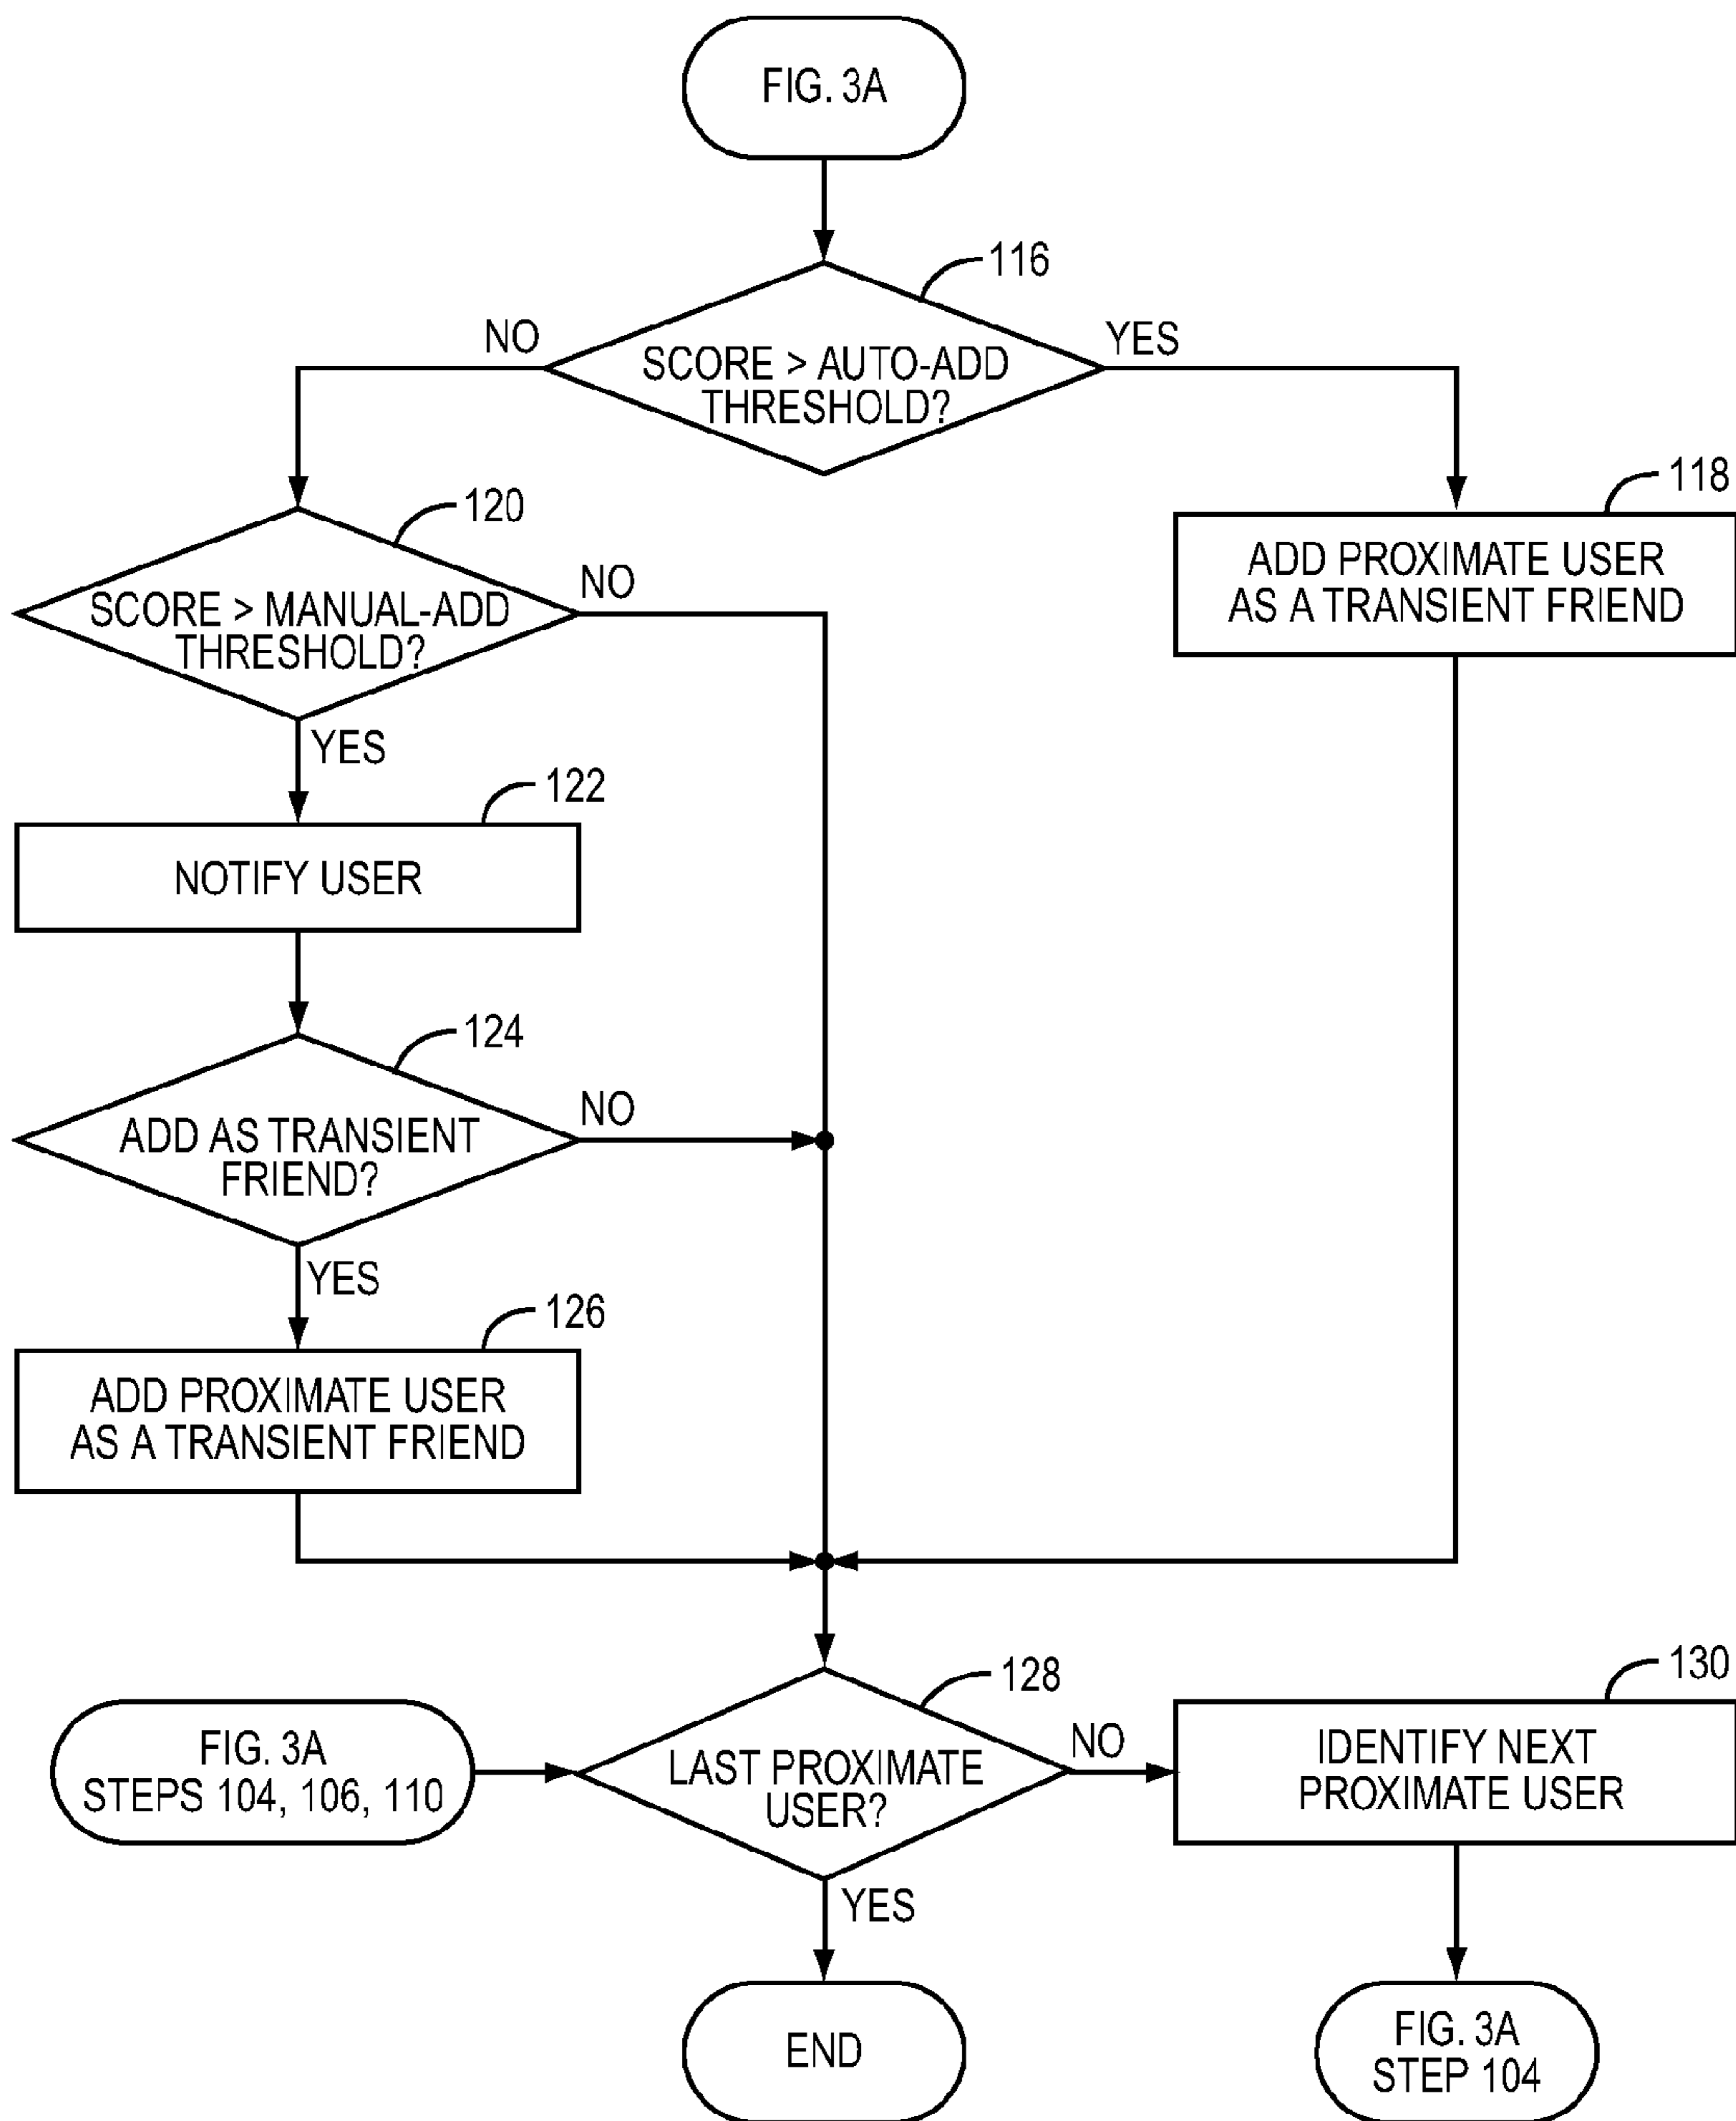 FIG. 3A
116
NO
YES
SCORE > AUTO-ADD
THRESHOLD?
118
120
ADD PROXIMATE USER
AS A TRANSIENT FRIEND
NO
SCORE > MANUAL-ADD
THRESHOLD?
YES
122
NOTIFY USER
124
NO
ADD AS TRANSIENT
FRIEND?
YES
126
ADD PROXIMATE USER
AS A TRANSIENT FRIEND
128
130
FIG. 3A
STEPS 104, 106, 110
LAST PROXIMATE
USER?
NO
IDENTIFY NEXT
PROXIMATE USER
YES
END
FIG. 3A
STEP 104